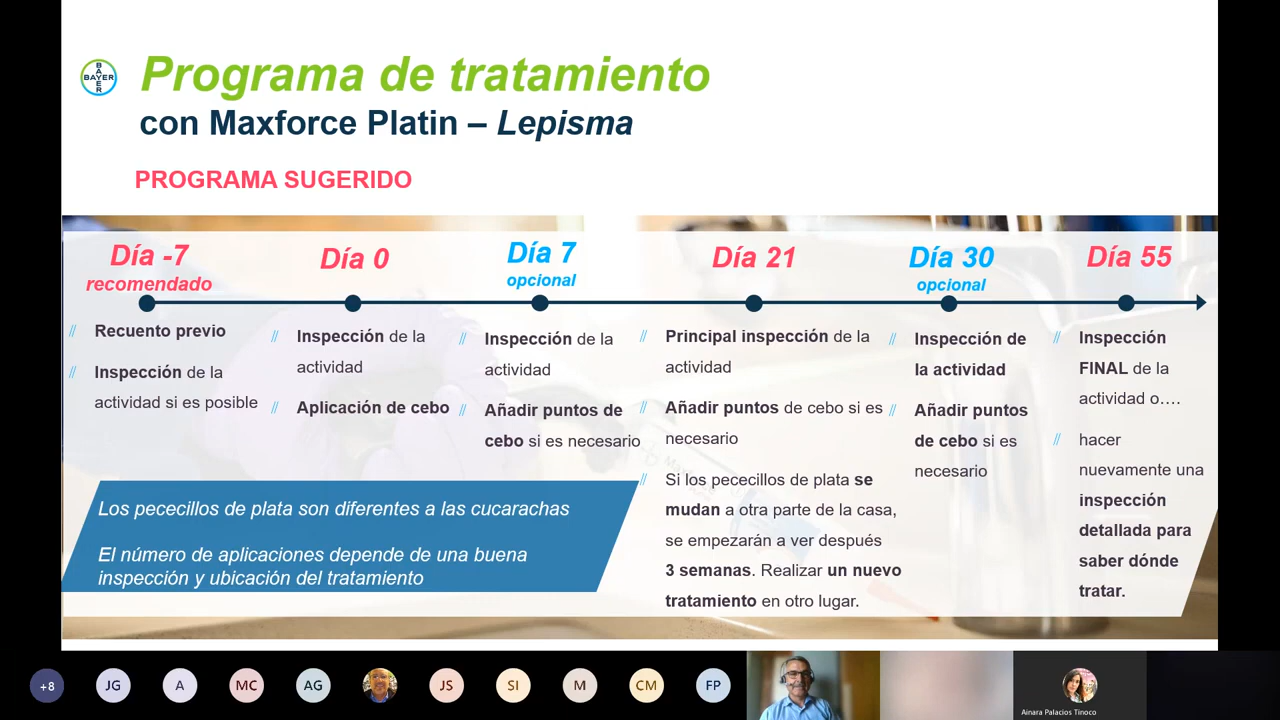 BAYER
BAYER
Programa de tratamiento
con Maxforce Platin – Lepisma
PROGRAMA SUGERIDO
Día -7
recomendado
// Recuento previo
// Inspección de la
actividad si es posible
Día 0
// Inspección de la
actividad
// Aplicación de cebo
Día 7
opcional
// Inspección de la
actividad
// Añadir puntos de
cebo si es necesario
Día 21
// Principal inspección de la
actividad
// Añadir puntos de cebo si es
necesario
// Si los pececillos de plata se
mudan a otra parte de la casa,
se empezarán a ver después
3 semanas. Realizar un nuevo
tratamiento en otro lugar.
Día 30
opcional
// Inspección de
la actividad
// Añadir puntos
de cebo si es
necesario
Día 55
// Inspección
FINAL de la
actividad o….
// hacer
nuevamente una
inspección
detallada para
saber dónde
tratar.
Los pececillos de plata son diferentes a las cucarachas
El número de aplicaciones depende de una buena
inspección y ubicación del tratamiento
+8
JG
A
MC
AG
JS
SI
M
CM
FP
Ainara Palacios Tinoco